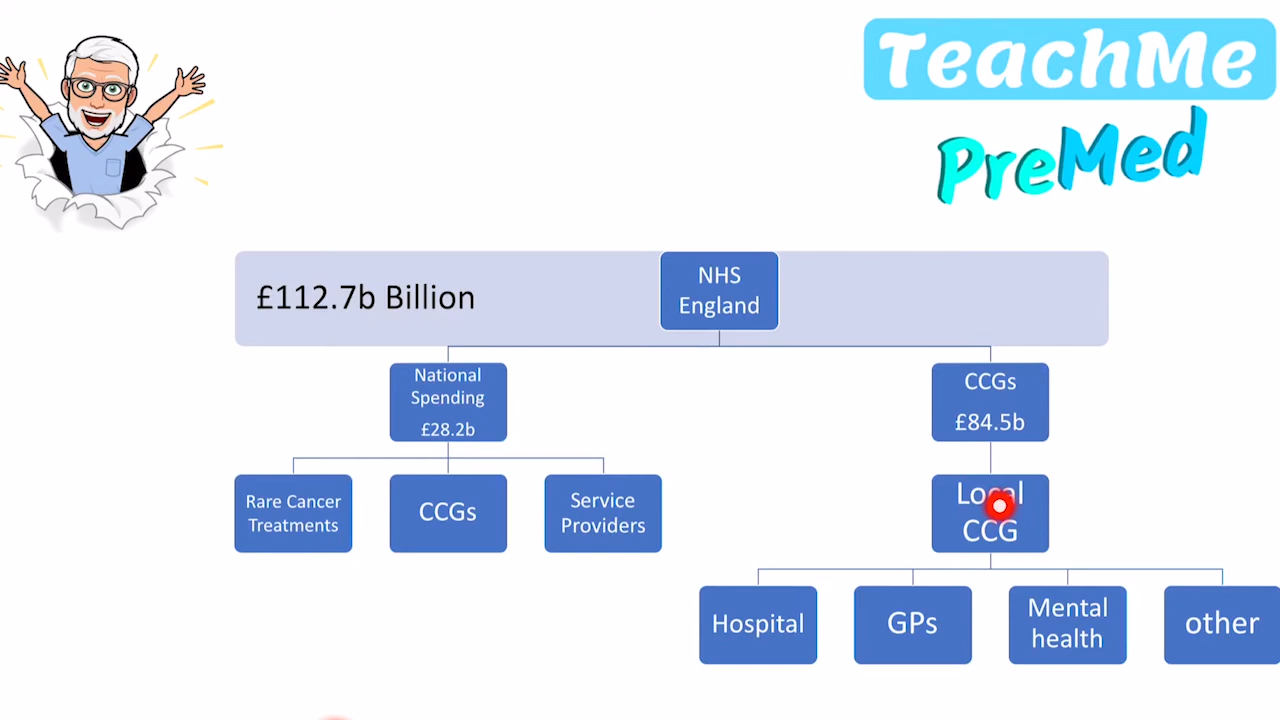 TeachMe
PreMed
£112.7b Billion
NHS
England
National
Spending
£28.2b
CCGs
£84.5b
Rare Cancer
Treatments
CCGs
Service
Providers
Local
CCG
Hospital
GPs
Mental
health
other